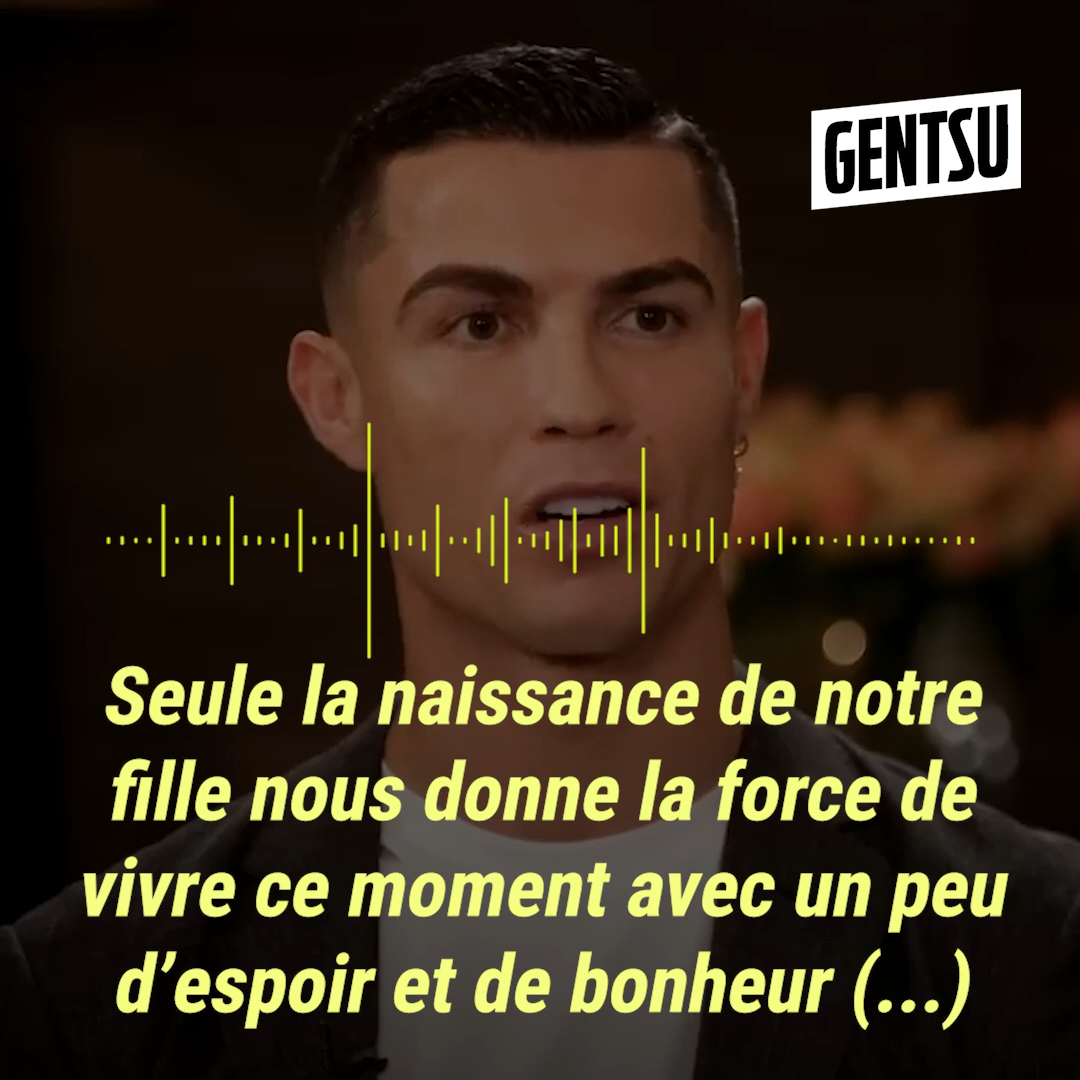 GENTSU
Seule la naissance de notre
fille nous donne la force de
vivre ce moment avec un peu
d’espoir et de bonheur (...)